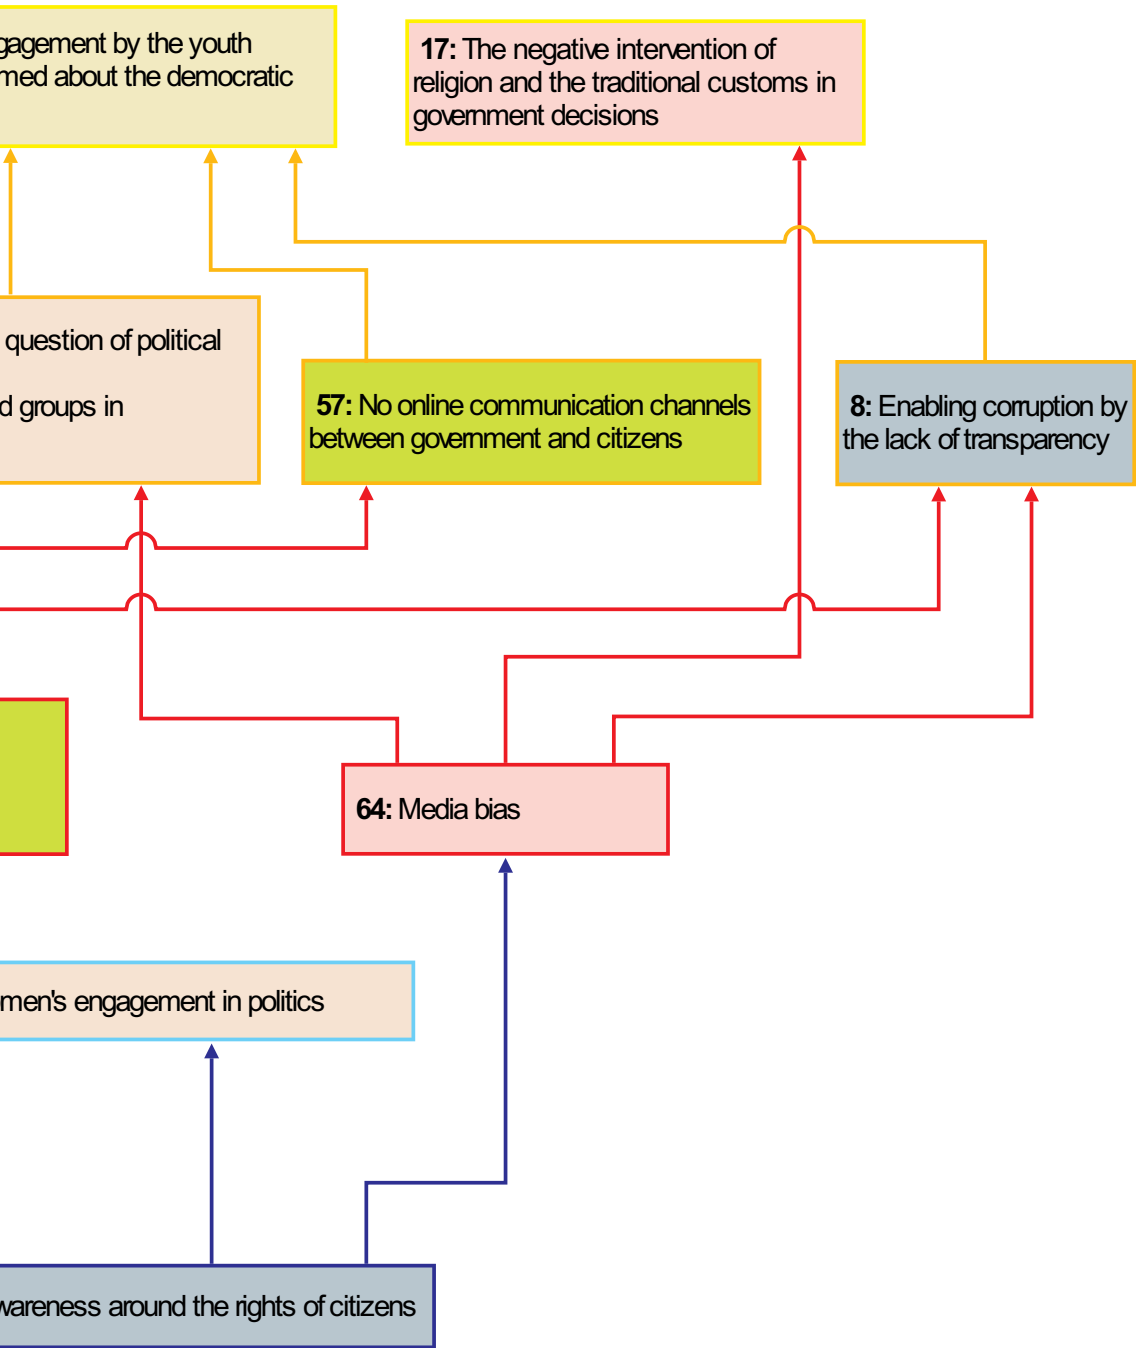 gagement by the youth
med about the democratic
17: The negative intervention of
religion and the traditional customs in
government decisions
question of political
d groups in
57: No online communication channels
between government and citizens
8: Enabling corruption by
the lack of transparency
64: Media bias
men's engagement in politics
wareness around the rights of citizens